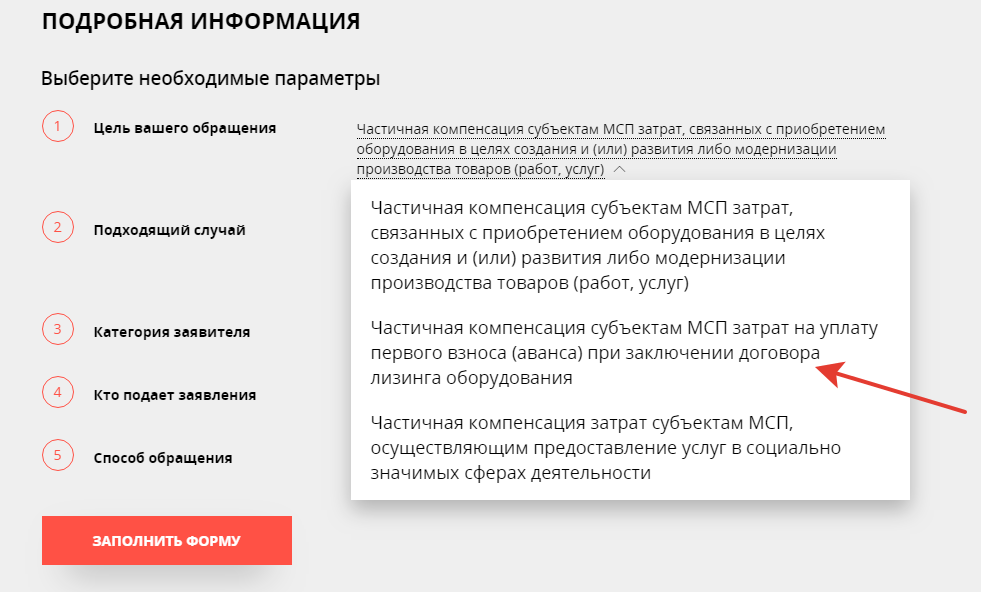 ПОДРОБНАЯ ИНФОРМАЦИЯ
Выберите необходимые параметры
1 Цель вашего обращения
Частичная компенсация субъектам МСП затрат, связанных с приобретением
оборудования в целях создания и (или) развития либо модернизации
производства товаров (работ, услуг)
Частичная компенсация субъектам МСП затрат,
связанных с приобретением оборудования в целях
создания и (или) развития либо модернизации
производства товаров (работ, услуг)
Частичная компенсация субъектам МСП затрат на уплату
первого взноса (аванса) при заключении договора
лизинга оборудования
Частичная компенсация затрат субъектам МСП,
осуществляющим предоставление услуг в социально
значимых сферах деятельности
2 Подходящий случай
3 Категория заявителя
4 Кто подает заявления
5 Способ обращения
ЗАПОЛНИТЬ ФОРМУ